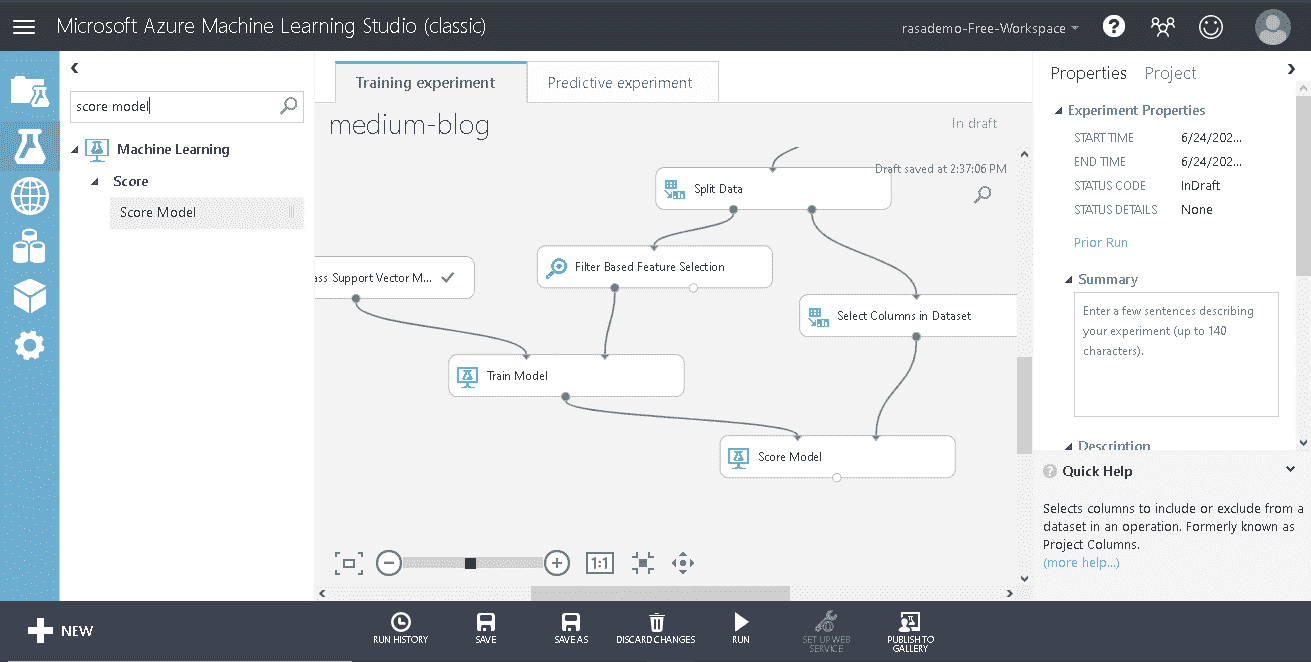 Microsoft Azure Machine Learning Studio (classic)
rasademo-Free-Workspace
?
score model
Machine Learning
Score
Score Model
Training experiment
Predictive experiment
medium-blog
In draft
Draft saved at 2:37:06 PM
Split Data
Filter Based Feature Selection
ass Support Vector M...
Select Columns in Dataset
Train Model
Score Model
1:1
Properties
Project
Experiment Properties
START TIME 6/24/202...
END TIME 6/24/202...
STATUS CODE InDraft
STATUS DETAILS None
Prior Run
Summary
Enter a few sentences describing
your experiment (up to 140
characters).
Description
? Quick Help
Selects columns to include or exclude from a
dataset in an operation. Formerly known as
Project Columns.
(more help...)
NEW
RUN HISTORY
SAVE
SAVE AS
DISCARD CHANGES
RUN
SET UP WEB
SERVICE
PUBLISH TO
GALLERY